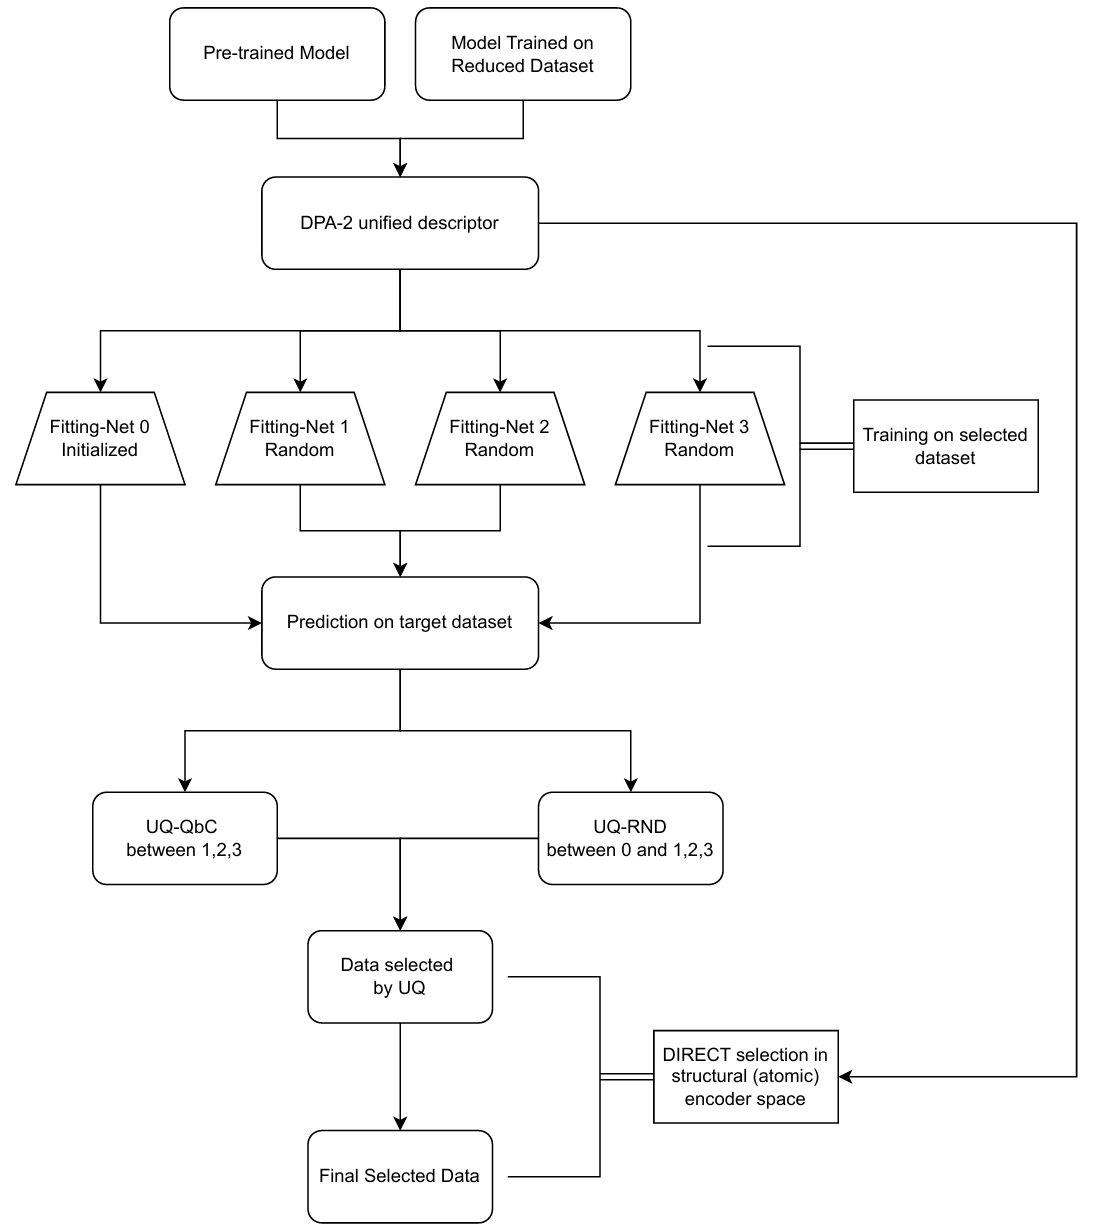 Pre-trained Model
Model Trained on
Reduced Dataset
DPA-2 unified descriptor
Fitting-Net 0
Initialized
Fitting-Net 1
Random
Fitting-Net 2
Random
Fitting-Net 3
Random
Training on selected
dataset
Prediction on target dataset
UQ-QbC
between 1,2,3
UQ-RND
between 0 and 1,2,3
Data selected
by UQ
DIRECT selection in
structural (atomic)
encoder space
Final Selected Data